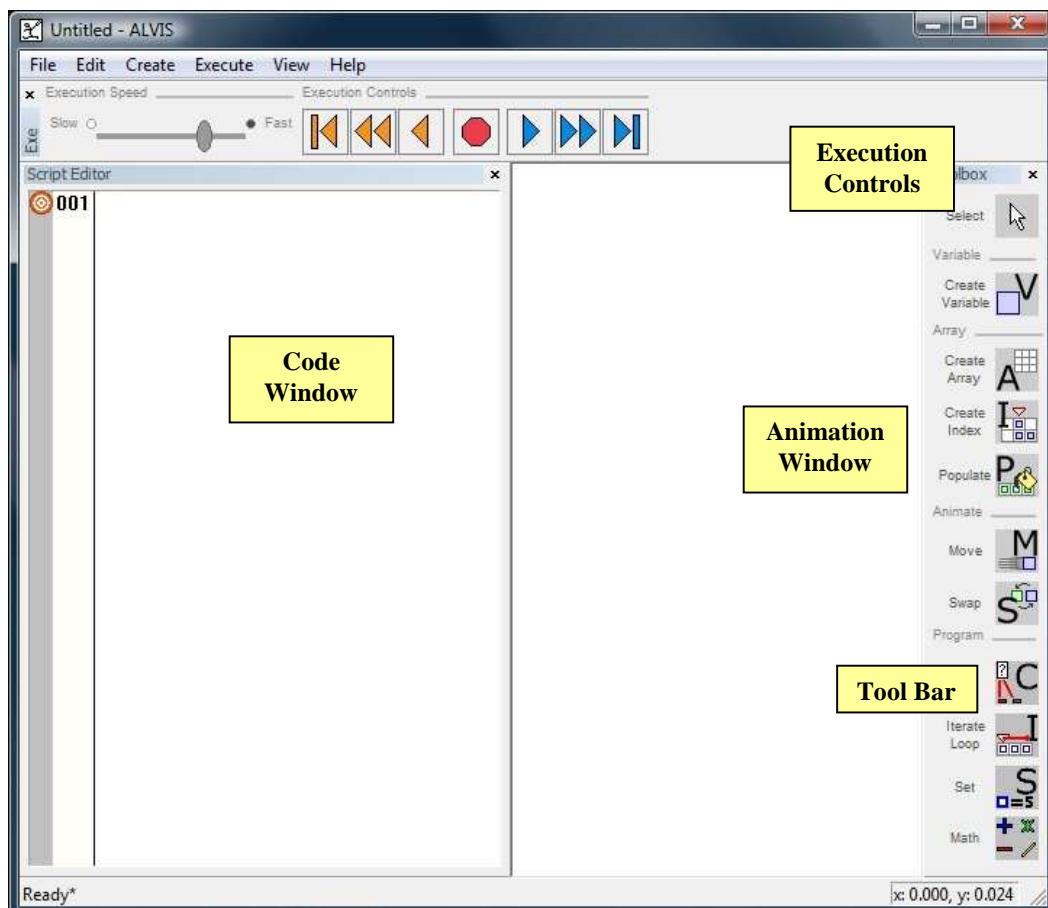 Untitled - ALVIS
File Edit Create Execute View Help
Execution Speed Execution Controls
Exe
Slow Fast
Execution
Controls
Script Editor
lbox
001
Select
Variable
Create
Variable
V
Array
Create
Array
A
Code
Window
Create
Index
I
Animation
Window
Populate
P
Animate
Move
M
Swap
S
Program
Tool Bar
? C
Iterate
Loop
I
Set
S
=5
Math
Ready*
x: 0.000, y: 0.024